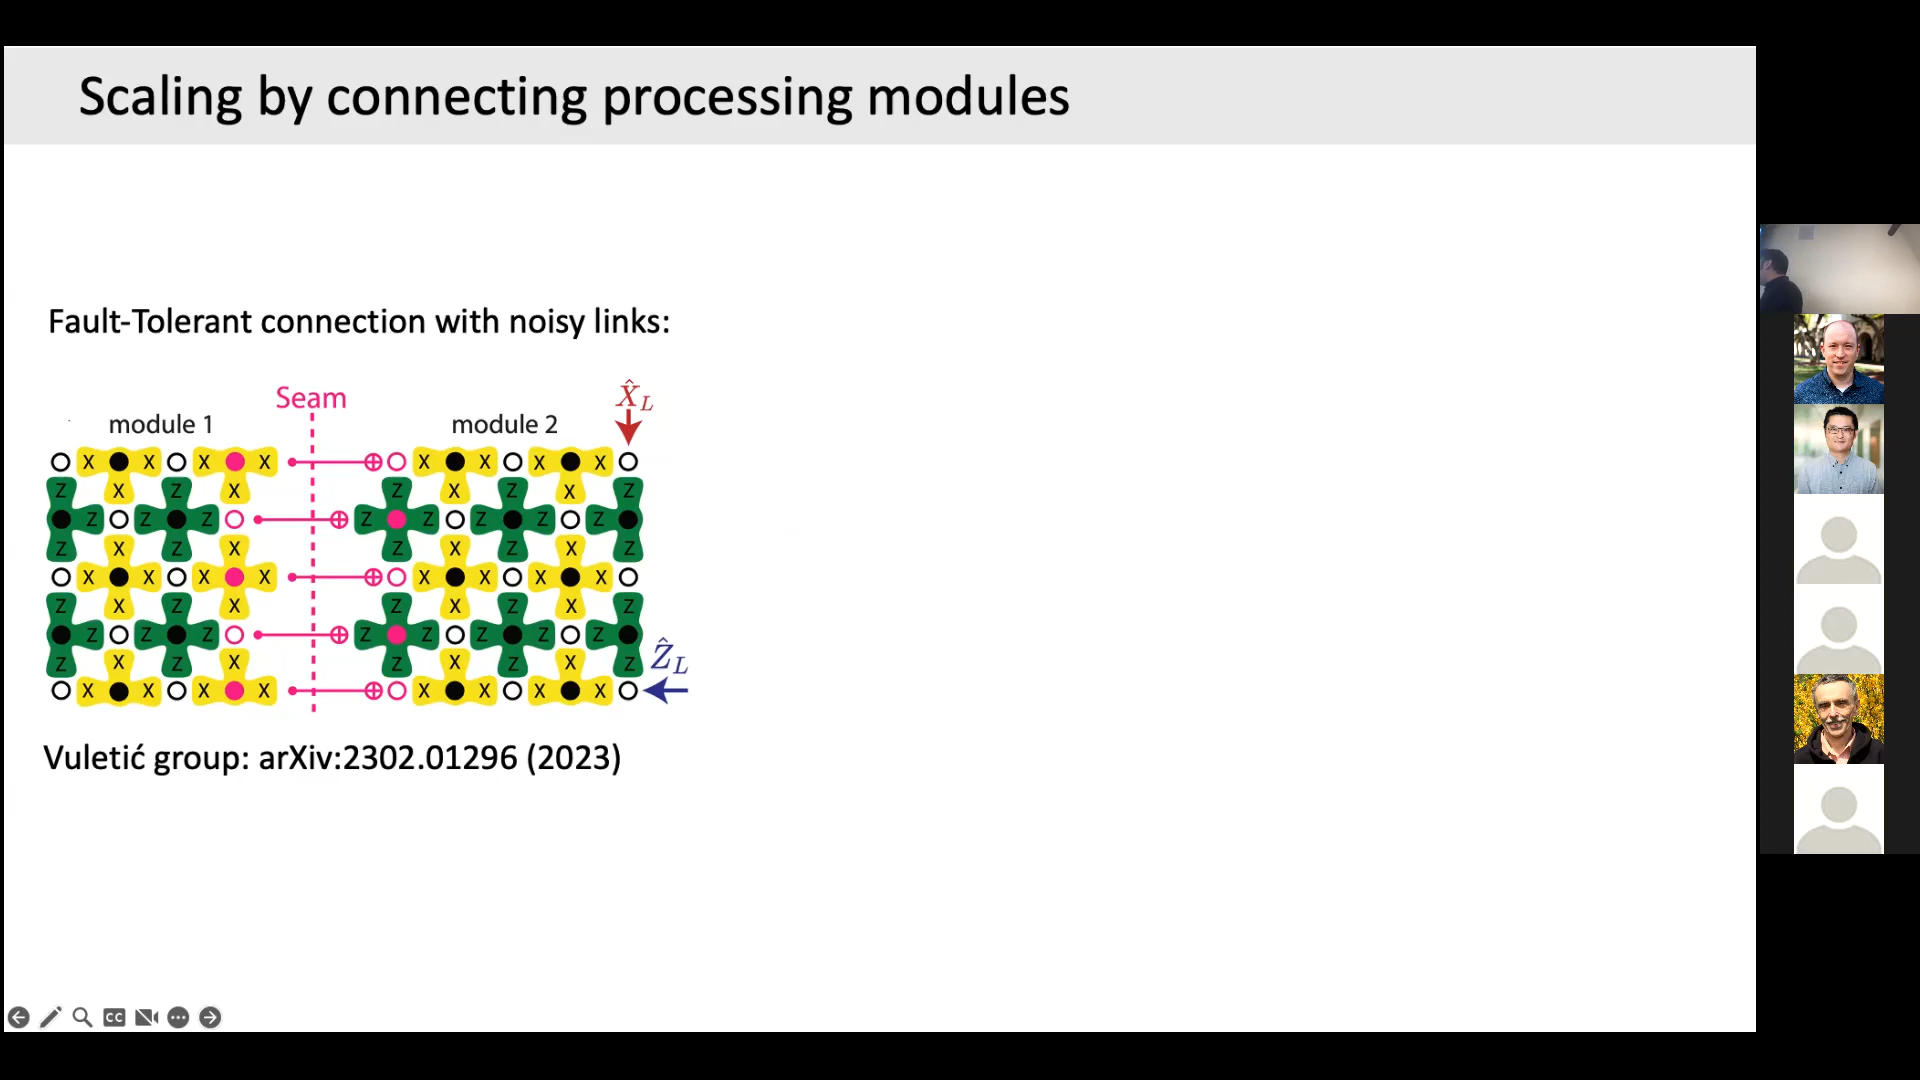 Scaling by connecting processing modules
Fault-Tolerant connection with noisy links:
Seam
X̂_L
module 1 module 2
X X X X X X X X
Z X Z X Z X Z X Z
Z Z Z Z Z Z Z Z
Z X Z X Z X Z X Z
X X X X X X X X
Z X Z X Z X Z X Z
Z Z Z Z Z Z Z Z
Ẑ_L
Z X Z X Z X Z X Z
X X X X X X X X
Vuletić group: arXiv:2302.01296 (2023)
CC